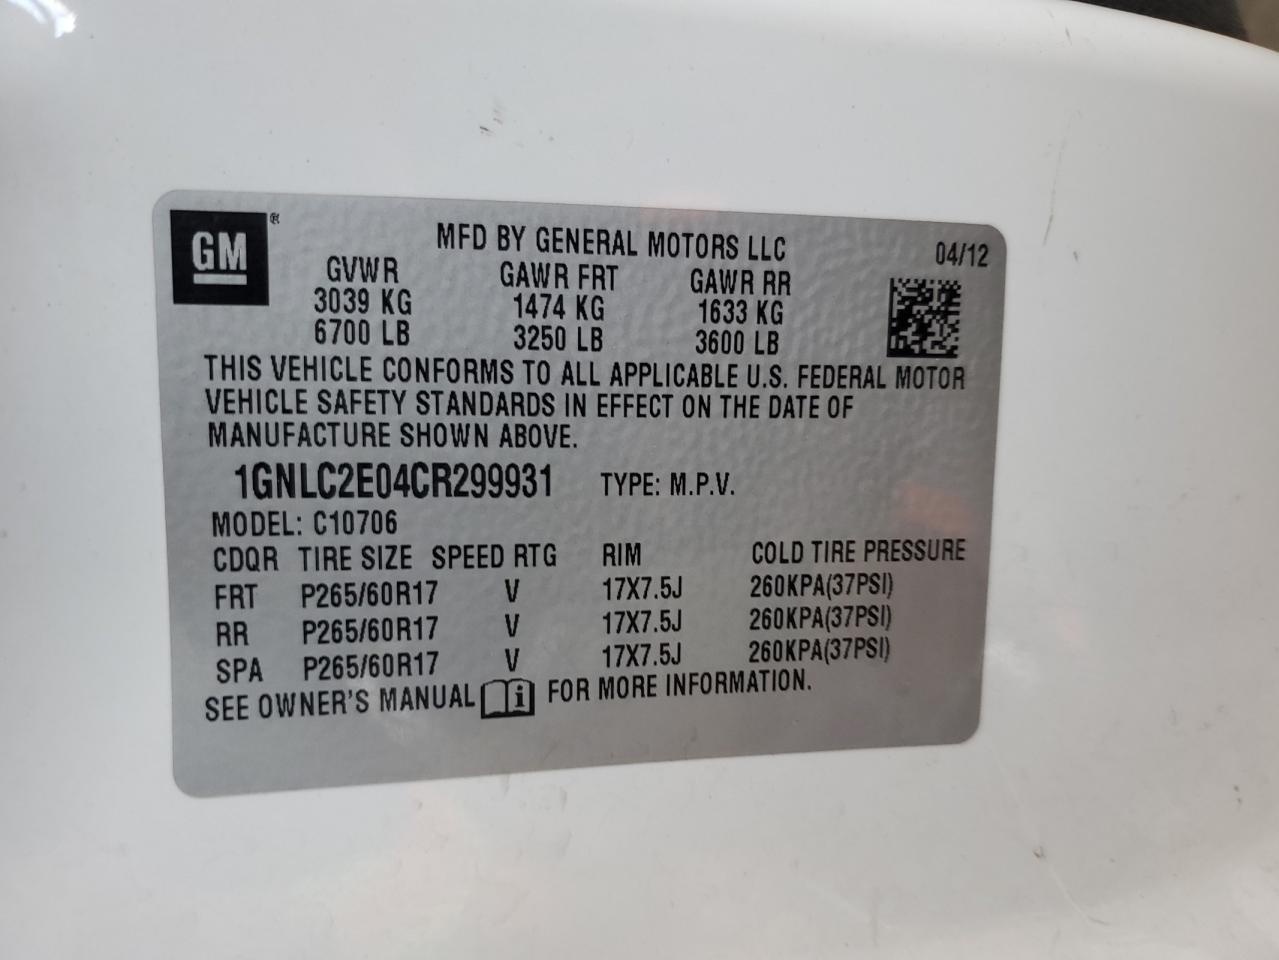 GM®
MFD BY GENERAL MOTORS LLC 04/12
GVWR GAWR FRT GAWR RR
3039 KG 1474 KG 1633 KG
6700 LB 3250 LB 3600 LB
THIS VEHICLE CONFORMS TO ALL APPLICABLE U.S. FEDERAL MOTOR
VEHICLE SAFETY STANDARDS IN EFFECT ON THE DATE OF
MANUFACTURE SHOWN ABOVE.
1GNLC2E04CR299931 TYPE: M.P.V.
MODEL: C10706
CDQR TIRE SIZE SPEED RTG RIM COLD TIRE PRESSURE
FRT P265/60R17 V 17X7.5J 260KPA(37PSI)
RR P265/60R17 V 17X7.5J 260KPA(37PSI)
SPA P265/60R17 V 17X7.5J 260KPA(37PSI)
SEE OWNER'S MANUAL i FOR MORE INFORMATION.